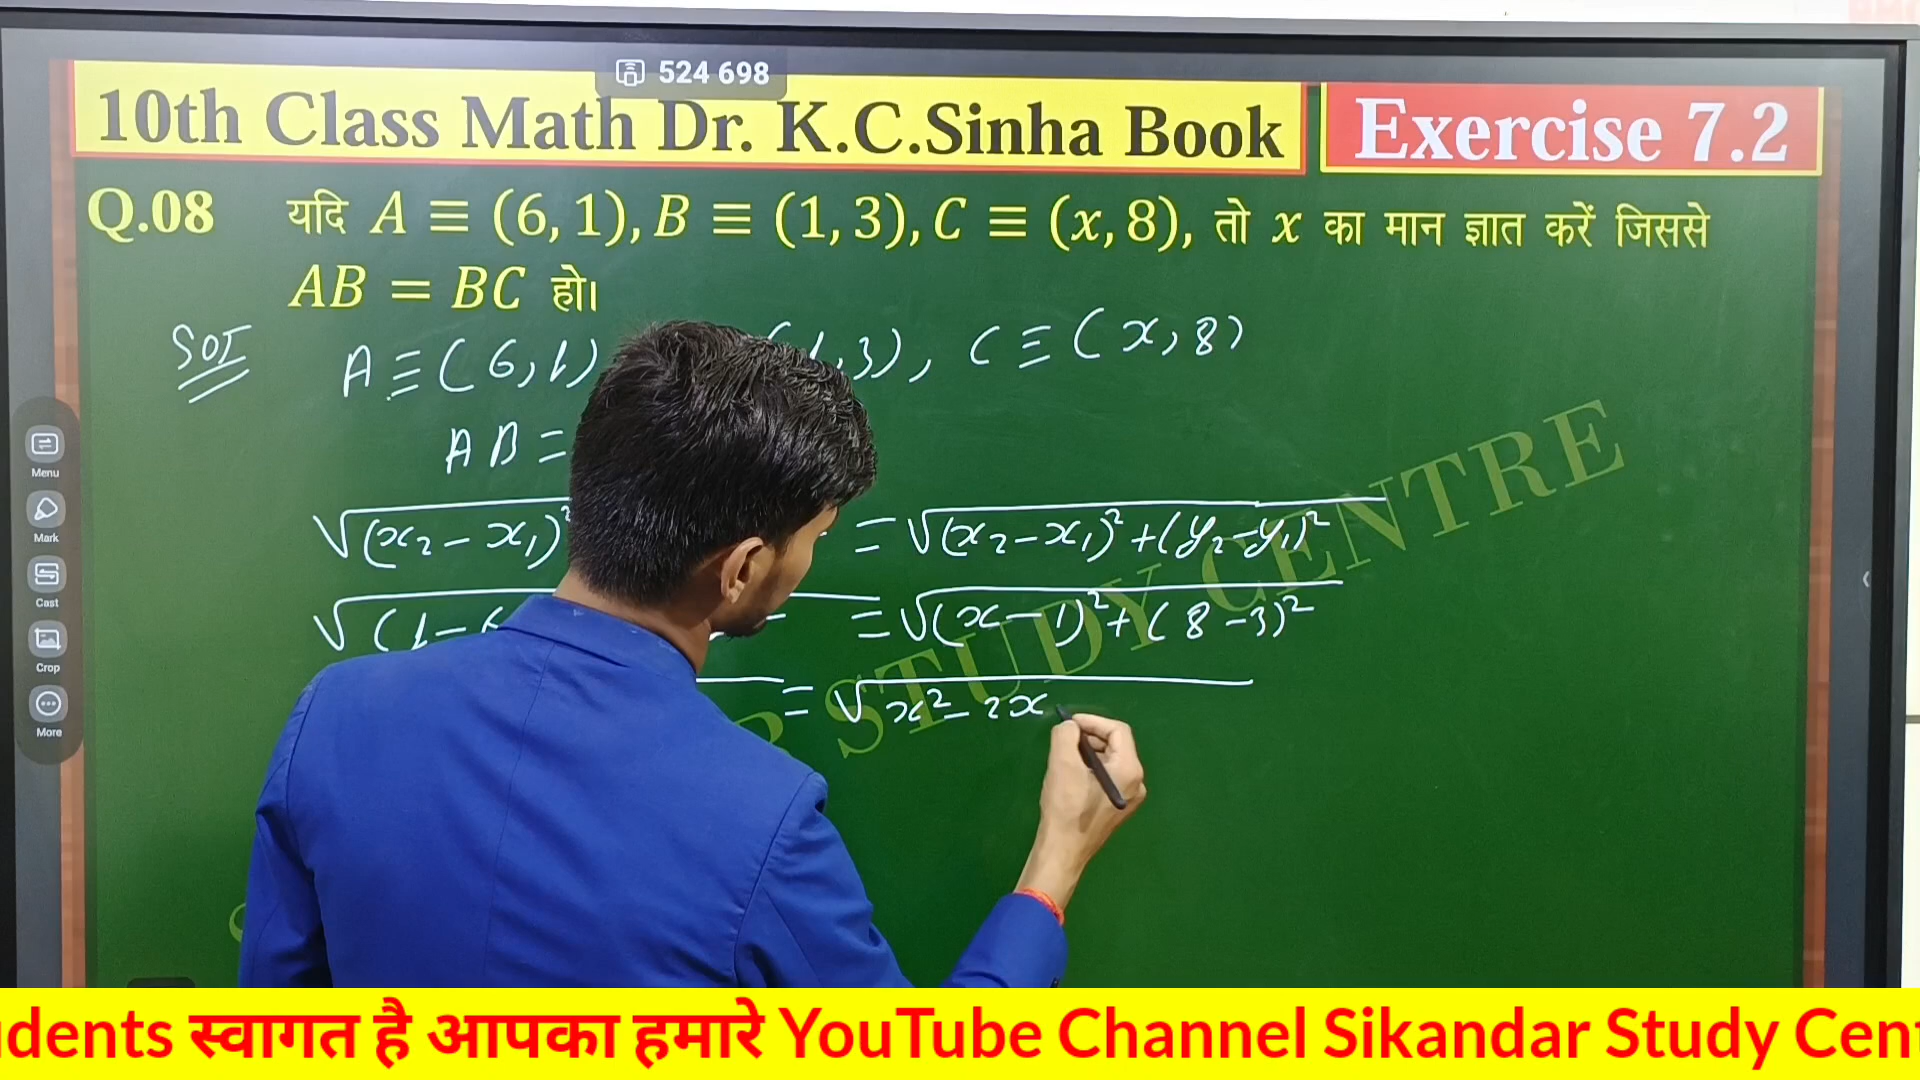 524 698
10th Class Math Dr. K.C.Sinha Book Exercise 7.2
Q.08 यदि A ≡ (6, 1), B ≡ (1, 3), C ≡ (x, 8), तो x का मान ज्ञात करें जिससे
AB = BC हो।
Sol A ≡ (6, 1) 3), C ≡ (x, 8)
AB =
√(x₂ - x₁)² = √(x₂ - x₁)² + (y₂ - y₁)²
√(1 - 6 = √(x - 1)² + (8 - 3)²
= √x² - 2x
STUDY CENTRE
Menu
Mark
Cast
Crop
More
स्वागत है आपका हमारे YouTube Channel Sikandar Study